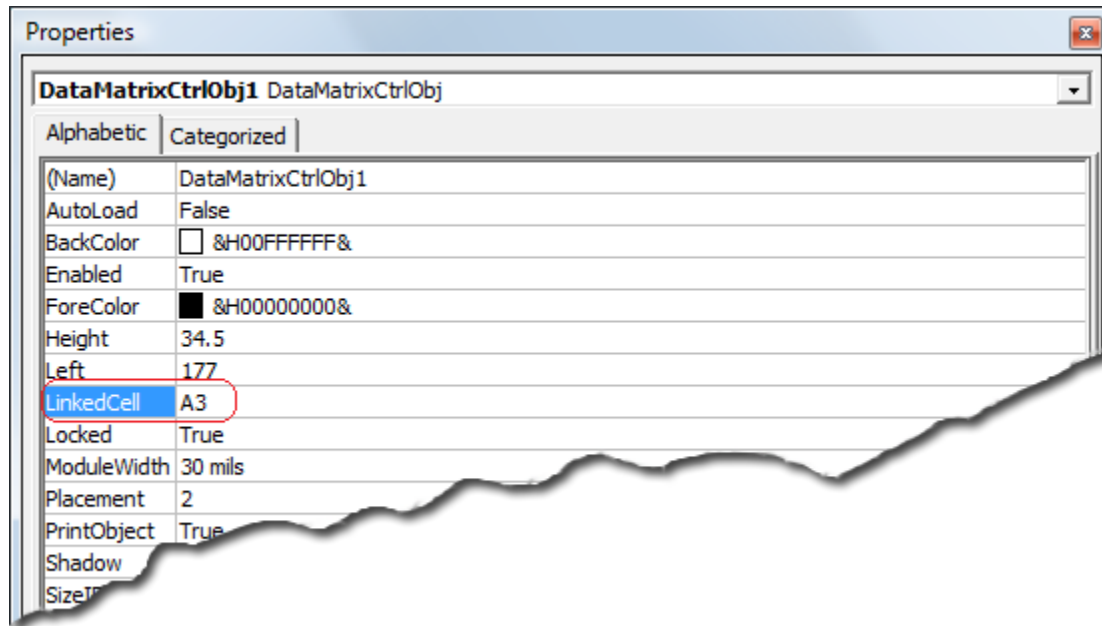 Properties
DataMatrixCtrlObj1 DataMatrixCtrlObj
Alphabetic Categorized
(Name) DataMatrixCtrlObj1
AutoLoad False
BackColor &H00FFFFFF&
Enabled True
ForeColor &H00000000&
Height 34.5
Left 177
LinkedCell A3
Locked True
ModuleWidth 30 mils
Placement 2
PrintObject True
Shadow